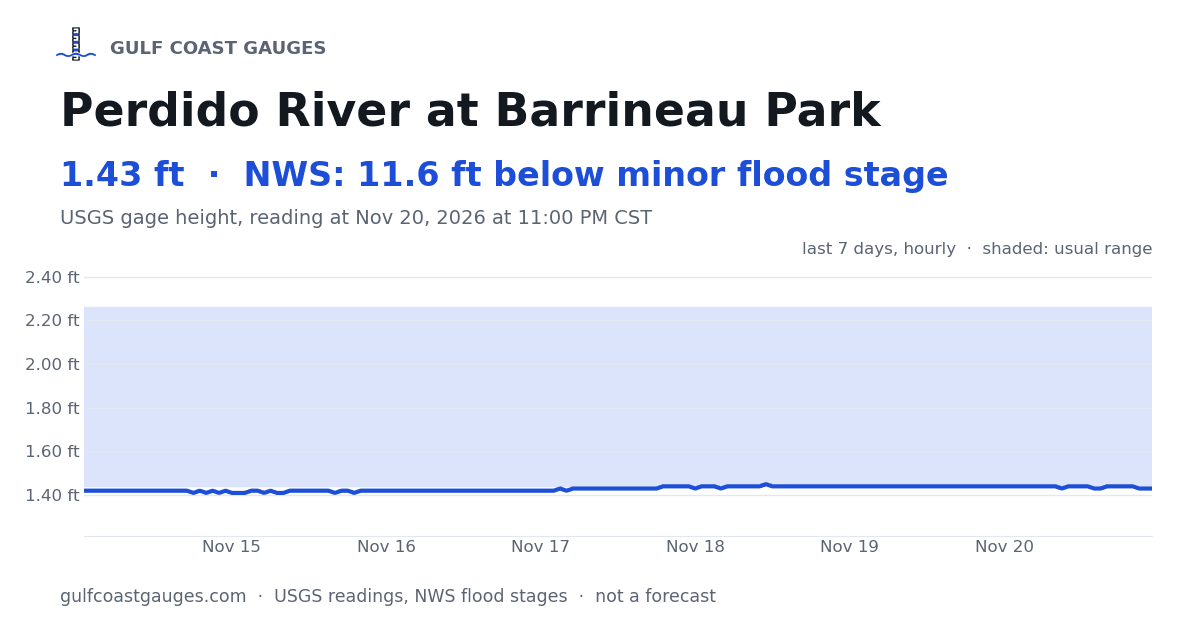 GULF COAST GAUGES
Perdido River at Barrineau Park
1.43 ft · NWS: 11.6 ft below minor flood stage
USGS gage height, reading at Nov 20, 2026 at 11:00 PM CST
last 7 days, hourly · shaded: usual range
2.40 ft
2.20 ft
2.00 ft
1.80 ft
1.60 ft
1.40 ft
Nov 15 Nov 16 Nov 17 Nov 18 Nov 19 Nov 20
gulfcoastgauges.com · USGS readings, NWS flood stages · not a forecast